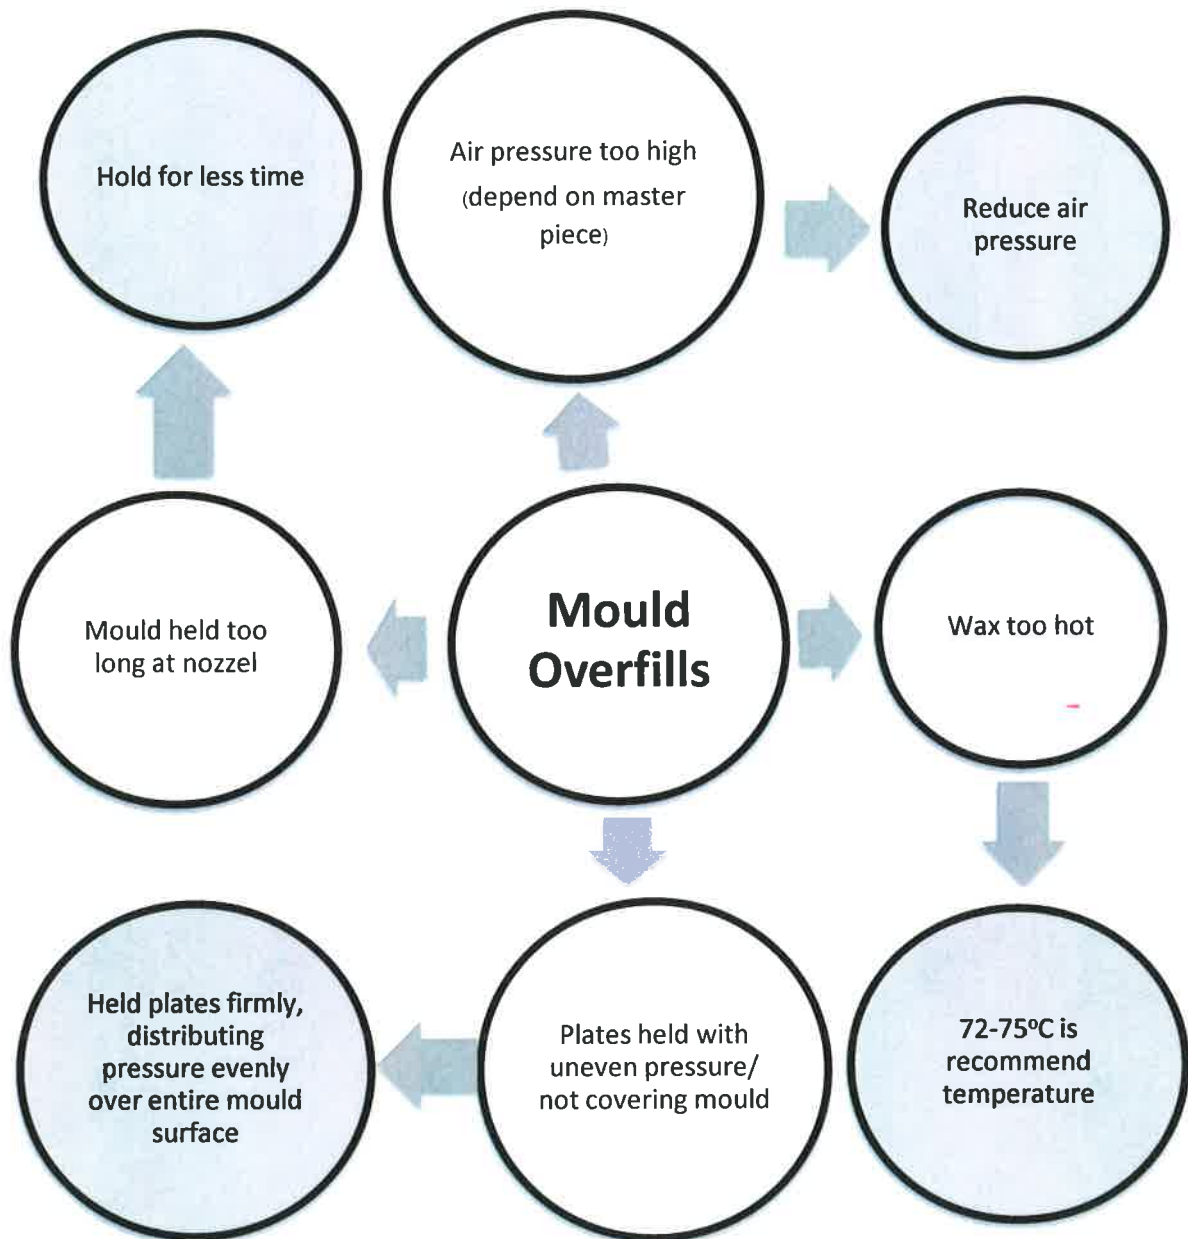 Hold for less time
Air pressure too high
(depend on master
piece)
Reduce air
pressure
Mould held too
long at nozzel
Mould
Overfills
Wax too hot
Held plates firmly,
distributing
pressure evenly
over entire mould
surface
Plates held with
uneven pressure/
not covering mould
72-75ºC is
recommend
temperature